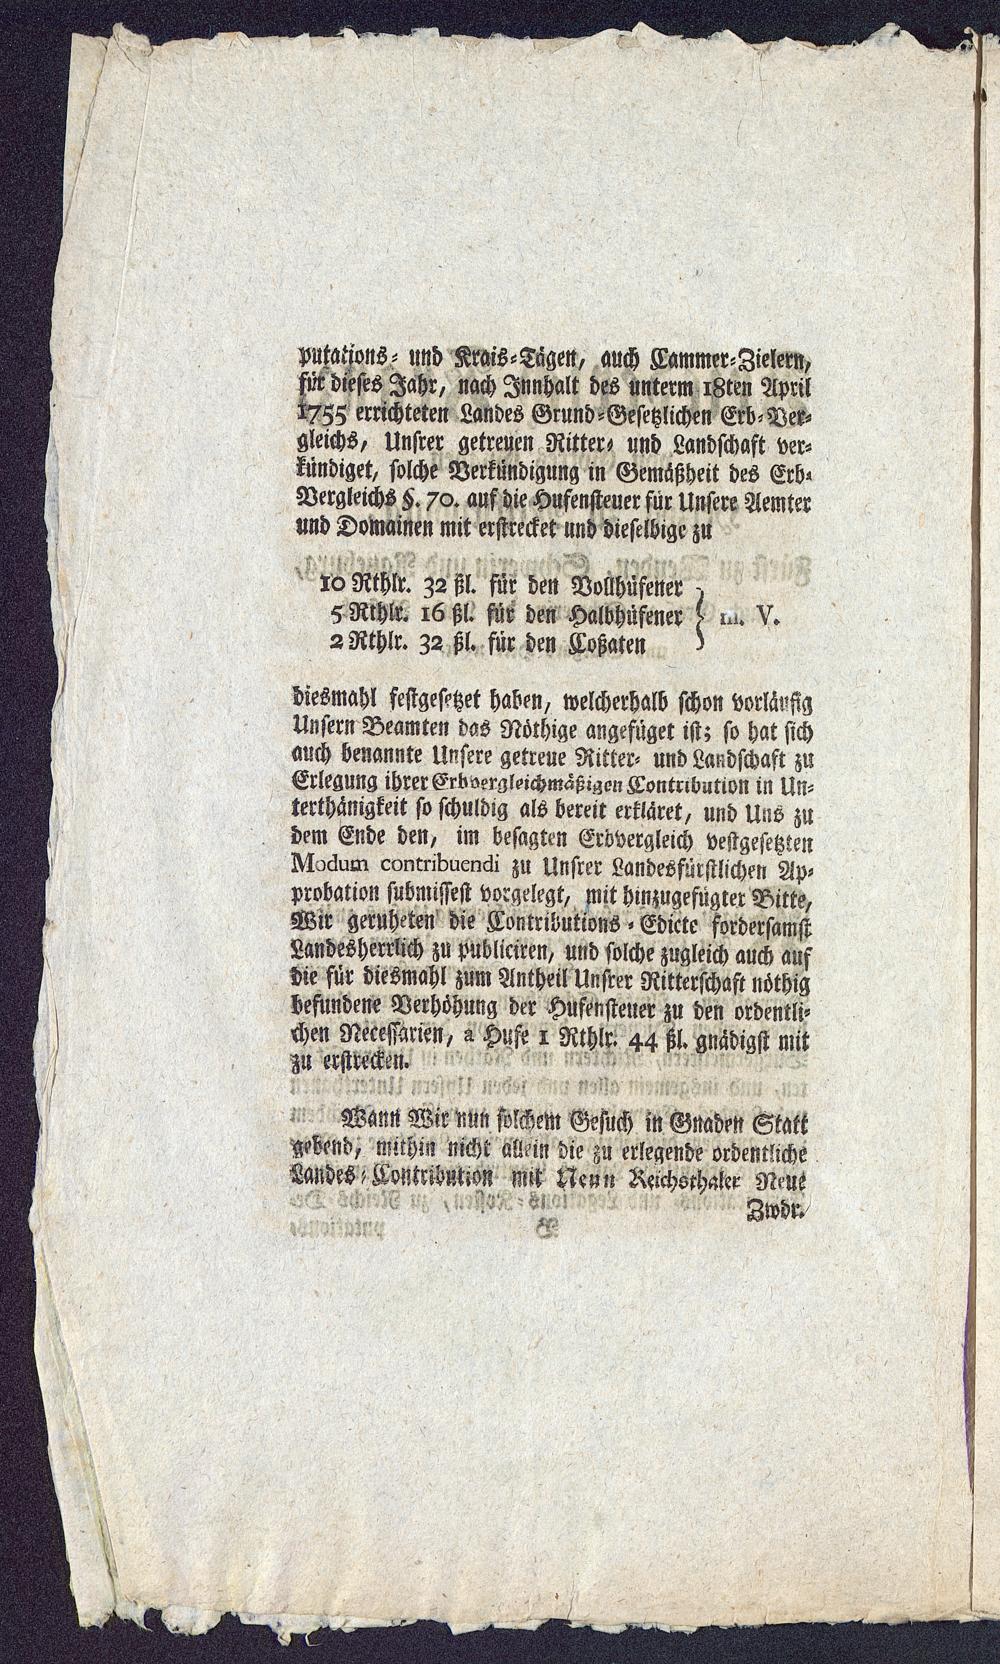 putations- und Krais-Tägen, auch Cammer-Zielern,
für dieses Jahr, nach Innhalt des unterm 18ten April
1755 errichteten Landes Grund-Gesetzlichen Erb-Ver-
gleichs, Unsrer getreuen Ritter- und Landschaft ver-
kündiget, solche Verkündigung in Gemäßheit des Erb-
Vergleichs §. 70. auf die Hufensteuer für Unsere Aemter
und Domainen mit erstrecket und dieselbige zu
10 Rthlr. 32 ßl. für den Vollhüfener
5 Rthlr. 16 ßl. für den Halbhüfener } m. V.
2 Rthlr. 32 ßl. für den Coßaten
diesmahl festgesetzet haben, welcherhalb schon vorläufig
Unsern Beamten das Nöthige angefüget ist; so hat sich
auch benannte Unsere getreue Ritter- und Landschaft zu
Erlegung ihrer Erbvergleichmäßigen Contribution in Un-
terthänigkeit so schuldig als bereit erkläret, und Uns zu
dem Ende den, im besagten Erbvergleich vestgesetzten
Modum contribuendi zu Unsrer Landesfürstlichen Ap-
probation submissest vorgelegt, mit hinzugefügter Bitte,
Wir geruheten die Contributions-Edicte fordersamst
Landesherrlich zu publiciren, und solche zugleich auch auf
die für diesmahl zum Antheil Unsrer Ritterschaft nöthig
befundene Verhöhung der Hufensteuer zu den ordentli-
chen Necessarien, a Hufe 1 Rthlr. 44 ßl. gnädigst mit
zu erstrecken.
Wann Wir nun solchem Gesuch in Gnaden Statt
gebend, mithin nicht allein die zu erlegende ordentliche
Landes-Contribution mit Neun Reichsthaler Neue
Zwdr.